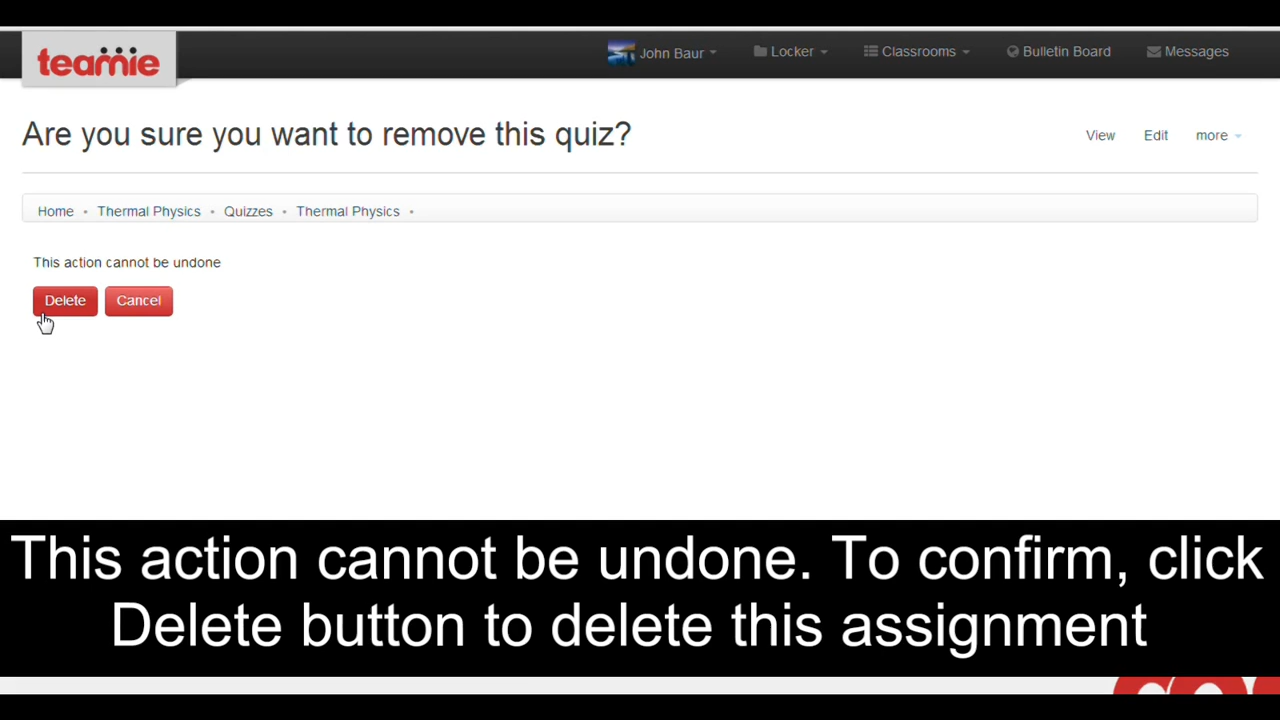 teamie
John Baur
Locker
Classrooms
Bulletin Board
Messages
Are you sure you want to remove this quiz?
View
Edit
more
Home • Thermal Physics • Quizzes • Thermal Physics •
This action cannot be undone
Delete
Cancel
This action cannot be undone. To confirm, click
Delete button to delete this assignment